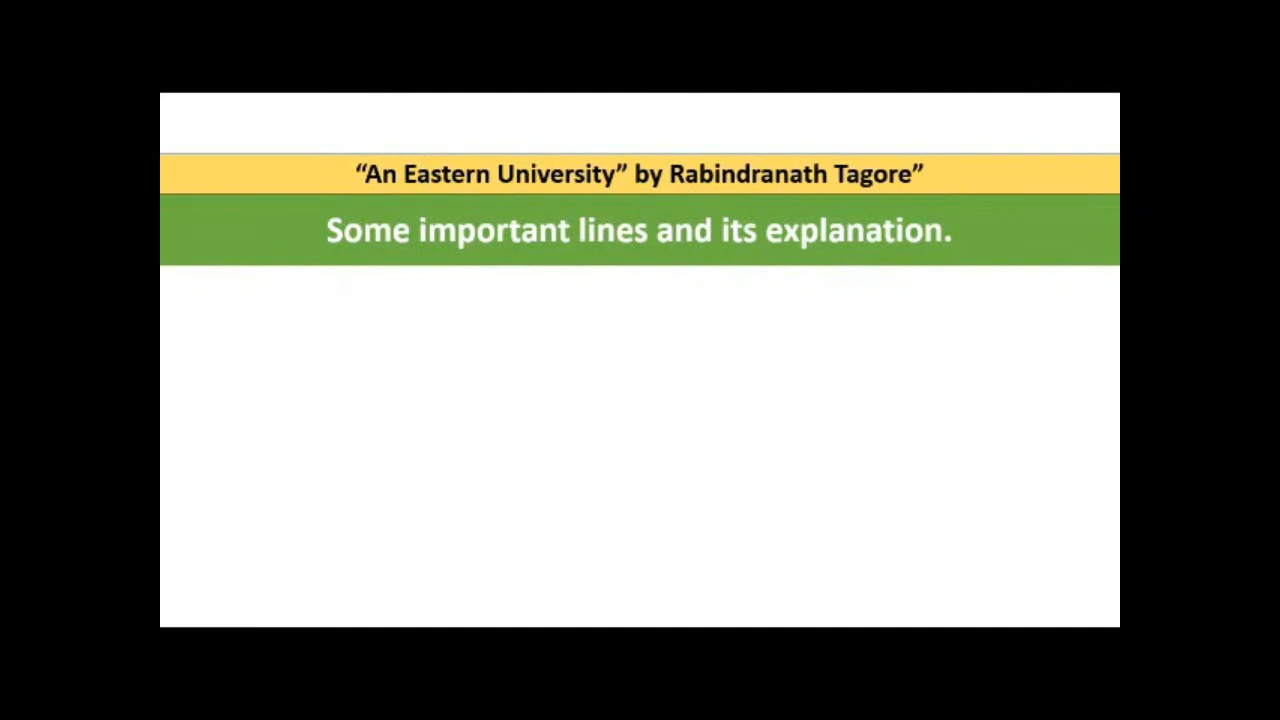 “An Eastern University” by Rabindranath Tagore”
Some important lines and its explanation.